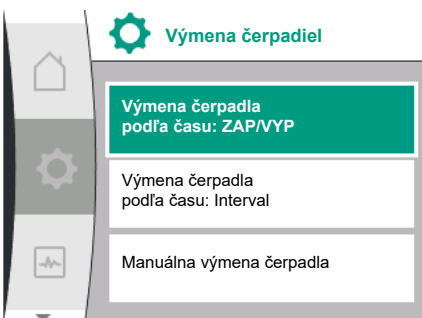 Výmena čerpadiel
Výmena čerpadla
podľa času: ZAP/VYP
Výmena čerpadla
podľa času: Interval
Manuálna výmena čerpadla